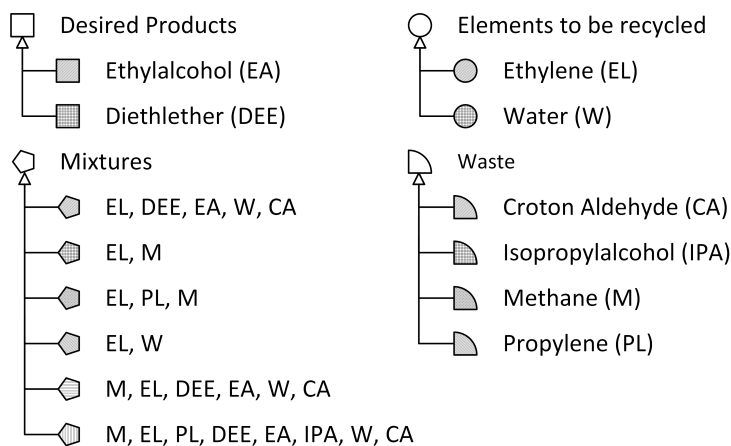 Desired Products
Ethylalcohol (EA)
Diethlether (DEE)
Mixtures
EL, DEE, EA, W, CA
EL, M
EL, PL, M
EL, W
M, EL, DEE, EA, W, CA
M, EL, PL, DEE, EA, IPA, W, CA
Elements to be recycled
Ethylene (EL)
Water (W)
Waste
Croton Aldehyde (CA)
Isopropylalcohol (IPA)
Methane (M)
Propylene (PL)